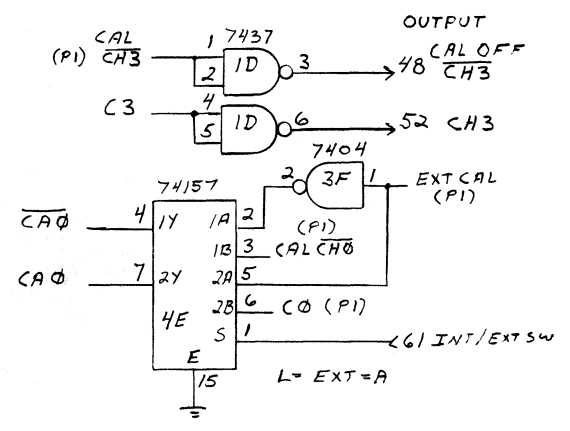 OUTPUT
7437
CAL
(P1) CH3
1
2
1D
3
48 CAL OFF
CH3
C3
4
5
1D
6
52 CH3
7404
2
3F
1
EXT CAL
(P1)
74157
CAØ
4
1Y
1A
2
(P1)
1B
3
CAL CHØ
CAØ
7
2Y
2A
5
2B
6
CØ (P1)
4E
S
1
<61 INT/EXT SW
E
15
L= EXT=A